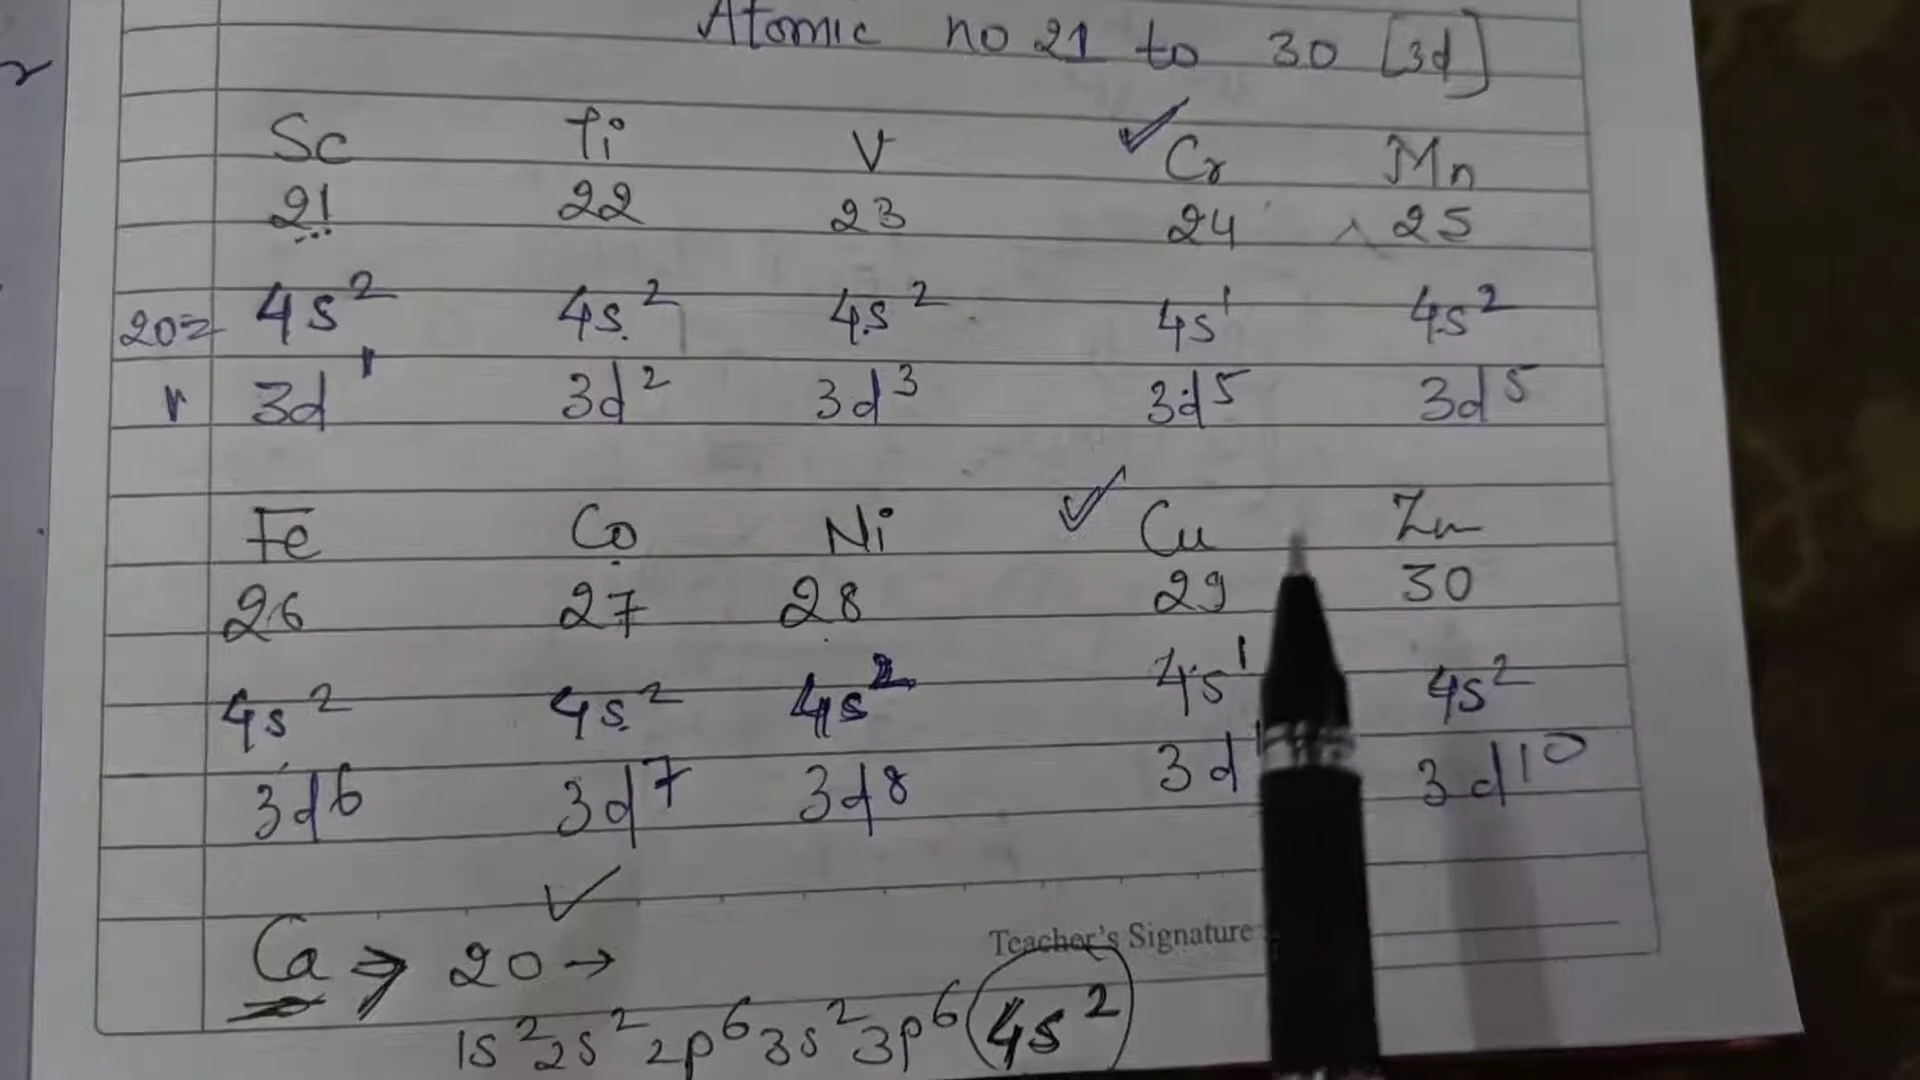 Atomic no 21 to 30 [3d]
Sc Ti V ✓ Cr Mn
21 22 23 24 25
20= 4s² 4s² 4s² 4s¹ 4s²
1 3d¹ 3d² 3d³ 3d⁵ 3d⁵
Fe Co Ni ✓ Cu Zn
26 27 28 29 30
4s² 4s² 4s² 4s¹ 4s²
3d⁶ 3d⁷ 3d⁸ 3d¹ 3d¹⁰
✓
Teacher's Signature
Ca ⇒ 20 →
1s² 2s² 2p⁶ 3s² 3p⁶ 4s²